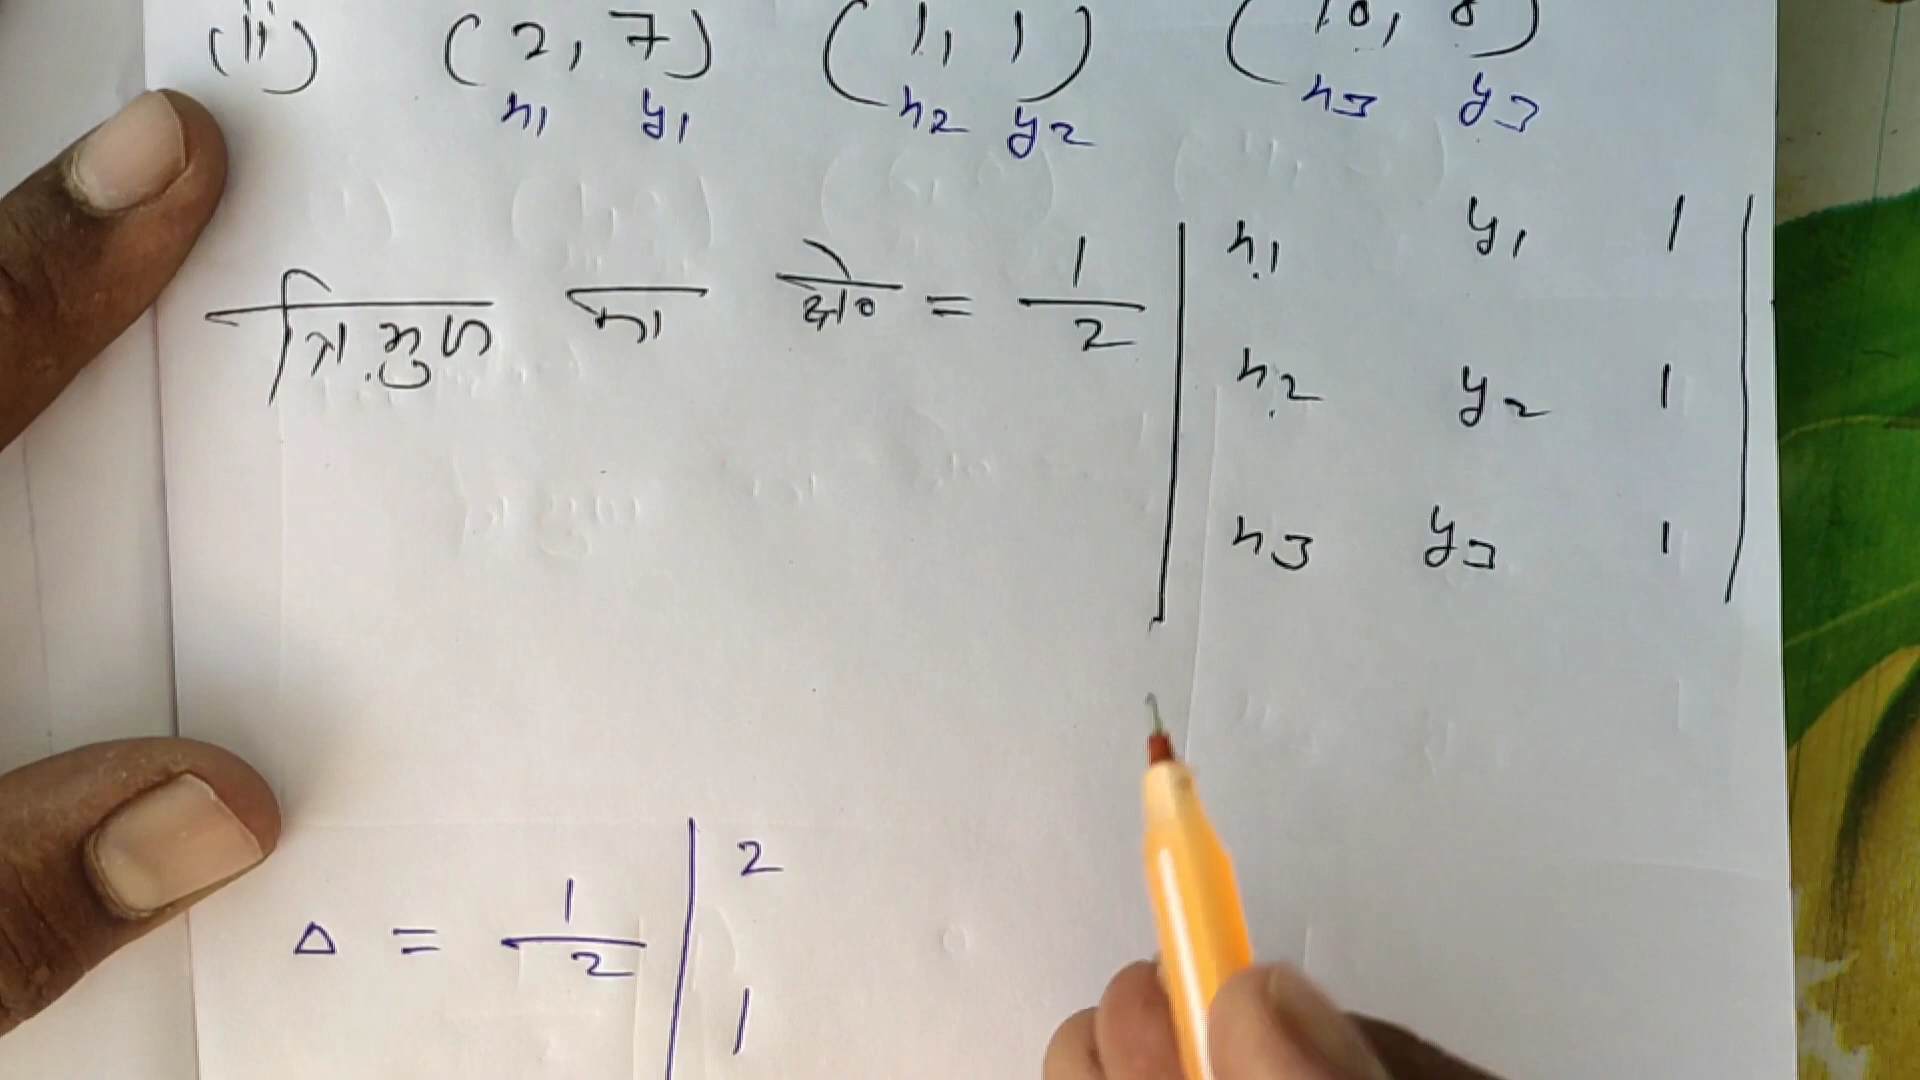 (ii) (2, 7) (1, 1) (10, 8)
x1 y1 x2 y2 x3 y3
x1 y1 1
त्रिभुज का क्षे० = 1/2
x2 y2 1
x3 y3 1
2
Δ = 1/2
1